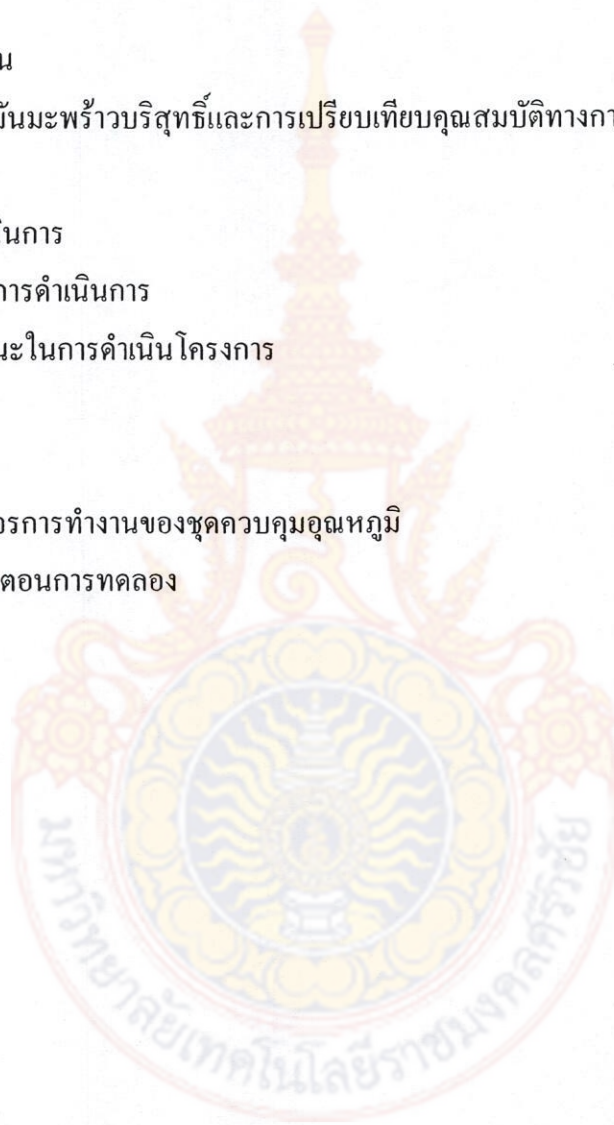 น
มันมะพร้าวบริสุทธิ์และการเปรียบเทียบคุณสมบัติทางกา
นินการ
การดำเนินการ
นะในการดำเนินโครงการ
จรการทำงานของชุดควบคุมอุณหภูมิ
ตอนการทดลอง
มหาวิทยาลัยเทคโนโลยีราชมงคลศรีวิชัย